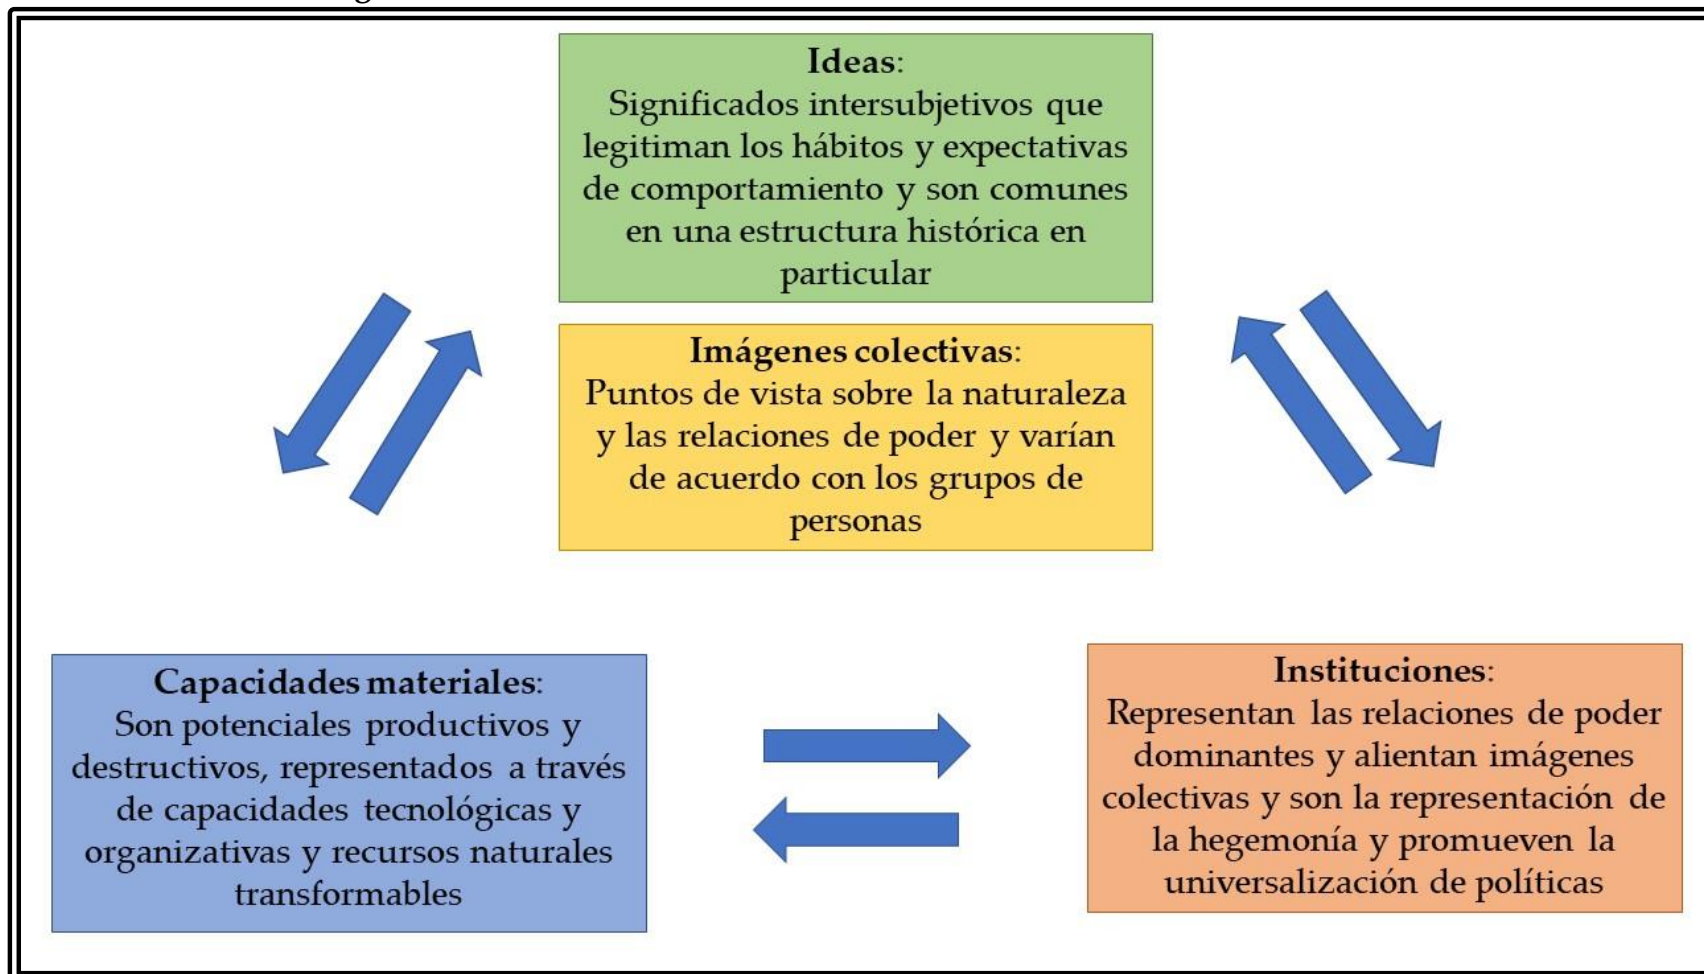 Ideas:
Significados intersubjetivos que
legitiman los hábitos y expectativas
de comportamiento y son comunes
en una estructura histórica en
particular
Imágenes colectivas:
Puntos de vista sobre la naturaleza
y las relaciones de poder y varían
de acuerdo con los grupos de
personas
Capacidades materiales:
Son potenciales productivos y
destructivos, representados a través
de capacidades tecnológicas y
organizativas y recursos naturales
transformables
Instituciones:
Representan las relaciones de poder
dominantes y alientan imágenes
colectivas y son la representación de
la hegemonía y promueven la
universalización de políticas